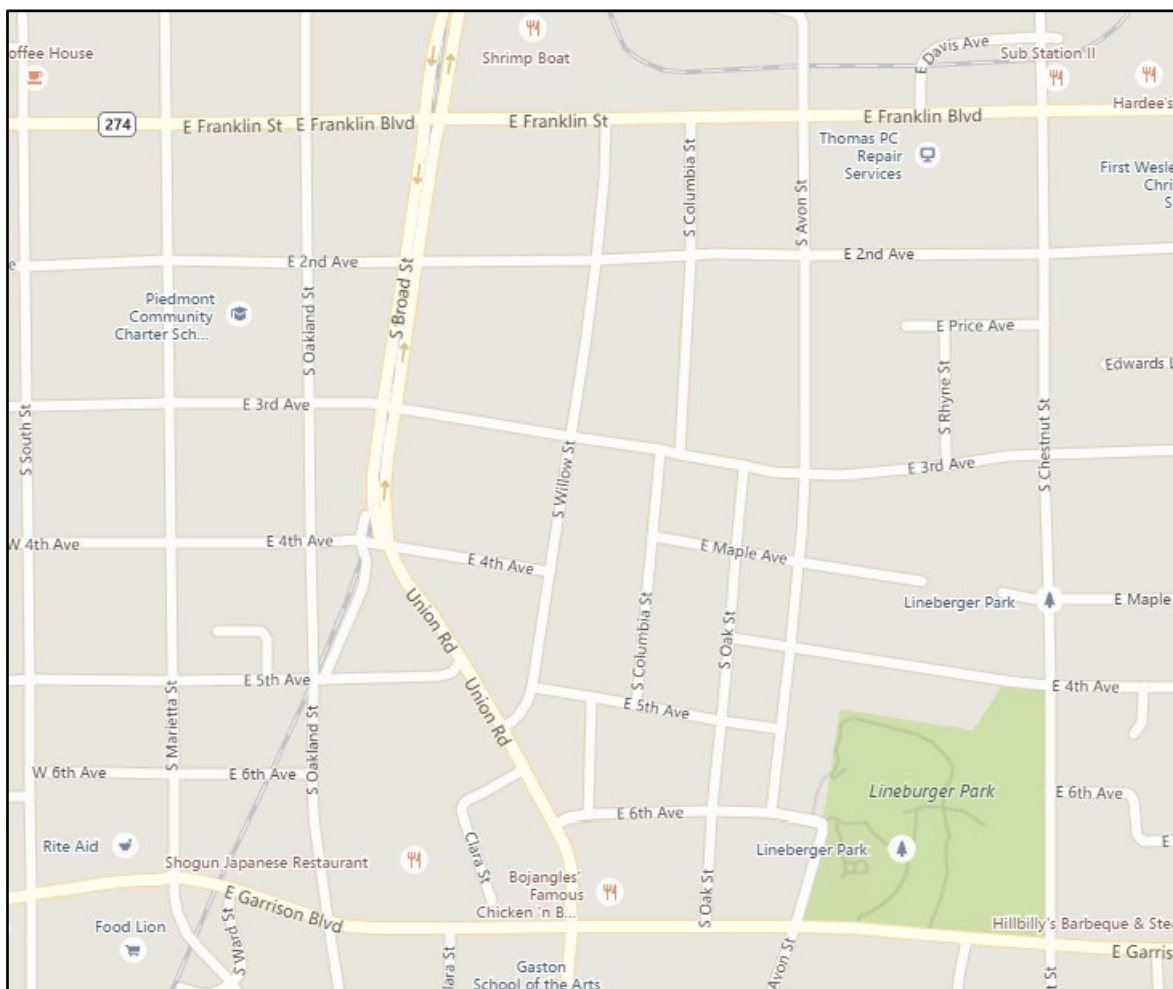 offee House
Shrimp Boat
E Davis Ave
Sub Station II
Hardee's
274
E Franklin St
E Franklin Blvd
E Franklin St
E Franklin Blvd
Thomas PC
Repair
Services
First Wesle
Chri
S
S Columbia St
S Avon St
E 2nd Ave
E 2nd Ave
e
Piedmont
Community
Charter Sch...
S Oakland St
S Broad St
E Price Ave
Edwards L
S Rhyne St
E 3rd Ave
S South St
S Willow St
E 3rd Ave
S Chestnut St
W 4th Ave
E 4th Ave
E 4th Ave
E Maple Ave
Lineberger Park
E Maple
Union Rd
S Columbia St
S Oak St
E 5th Ave
Union Rd
E 5th Ave
E 4th Ave
S Marietta St
S Oakland St
W 6th Ave
E 6th Ave
Lineburger Park
E 6th Ave
E 6th Ave
E
Rite Aid
Shogun Japanese Restaurant
Clara St
Lineberger Park
Bojangles'
Famous
Chicken 'n B...
E Garrison Blvd
S Oak St
Food Lion
S Ward St
Hillbilly's Barbeque & Stea
lara St
Avon St
E Garris
t St
Gaston
School of the Arts